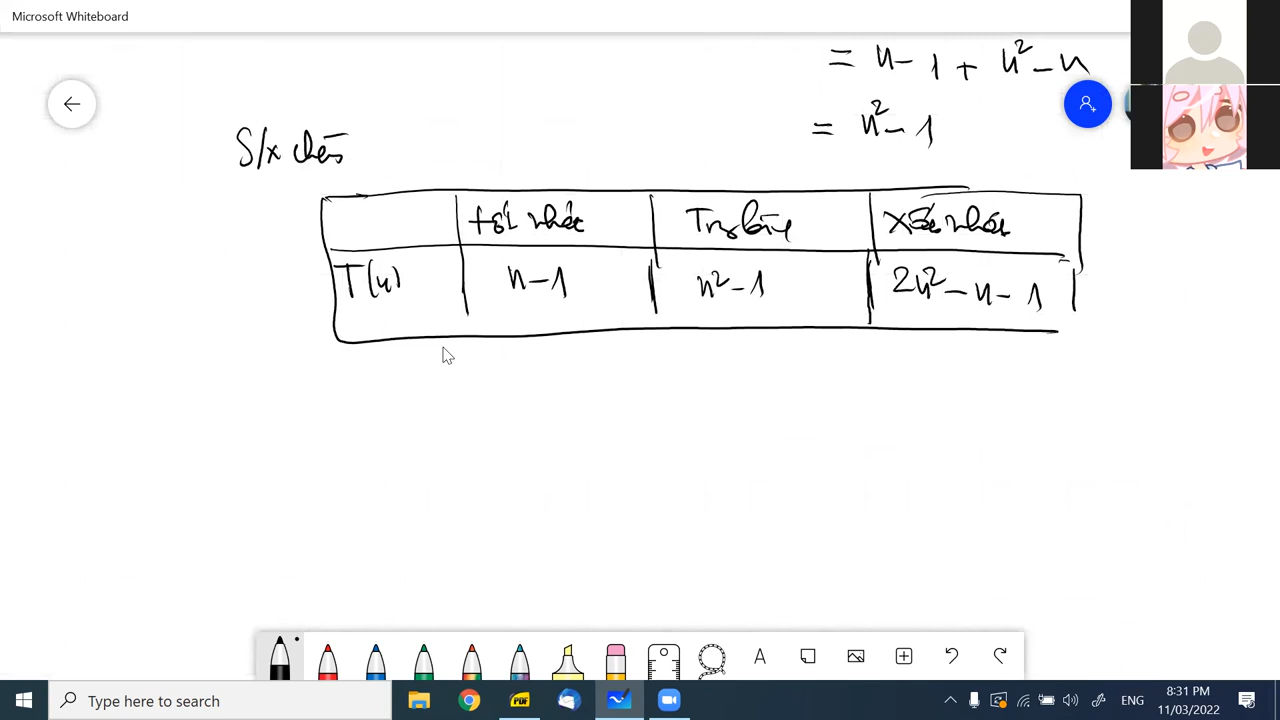 Microsoft Whiteboard
= n - 1 + n² - n
= n² - 1
S/x chèn
tốt nhất Trung bình Xấu nhất
T(n) n - 1 n² - 1 2n² - n - 1
A
Type here to search
PDF
ENG
8:31 PM
11/03/2022